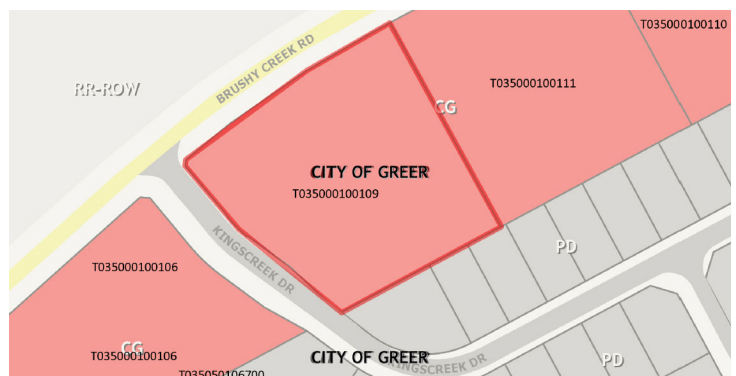 T035000100110
BRUSHY CREEK RD
RR-ROW
T035000100111
CG
CITY OF GREER
T035000100109
KINGSCREEK DR
PD
T035000100106
CG
T035000100106
CITY OF GREER
KINGSCREEK DR
PD
T035050106700